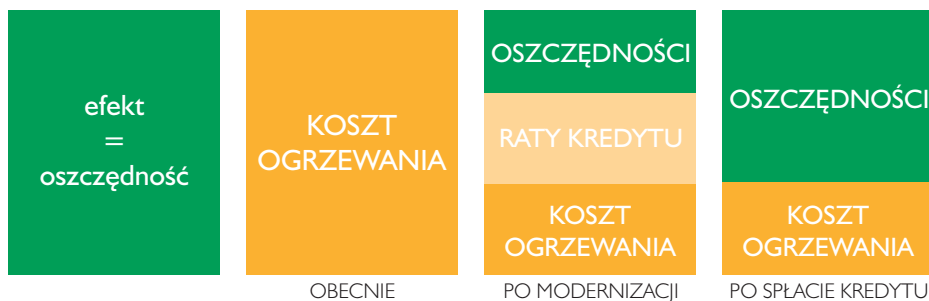 efekt
=
oszczędność
KOSZT
OGRZEWANIA
OBECNIE
OSZCZĘDNOŚCI
RATY KREDYTU
KOSZT
OGRZEWANIA
PO MODERNIZACJI
OSZCZĘDNOŚCI
KOSZT
OGRZEWANIA
PO SPŁACIE KREDYTU